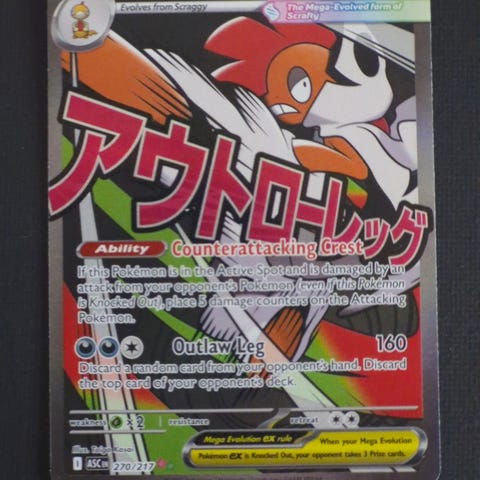 Evolves from Scraggy
The Mega-Evolved form of
Scrafty
アウトローレッグ
Ability Counterattacking Crest
If this Pokémon is in the Active Spot and is damaged by an
attack from your opponent's Pokémon (even if this Pokémon
is Knocked Out), place 5 damage counters on the Attacking
Pokémon.
Outlaw Leg 160
Discard a random card from your opponent's hand. Discard
the top card of your opponent's deck.
weakness ×2 resistance retreat
Illus. Taiga Kasai
Mega Evolution ex rule
When your Mega Evolution
Pokémon ex is Knocked Out, your opponent takes 3 Prize cards.
I ASC EN 270/217